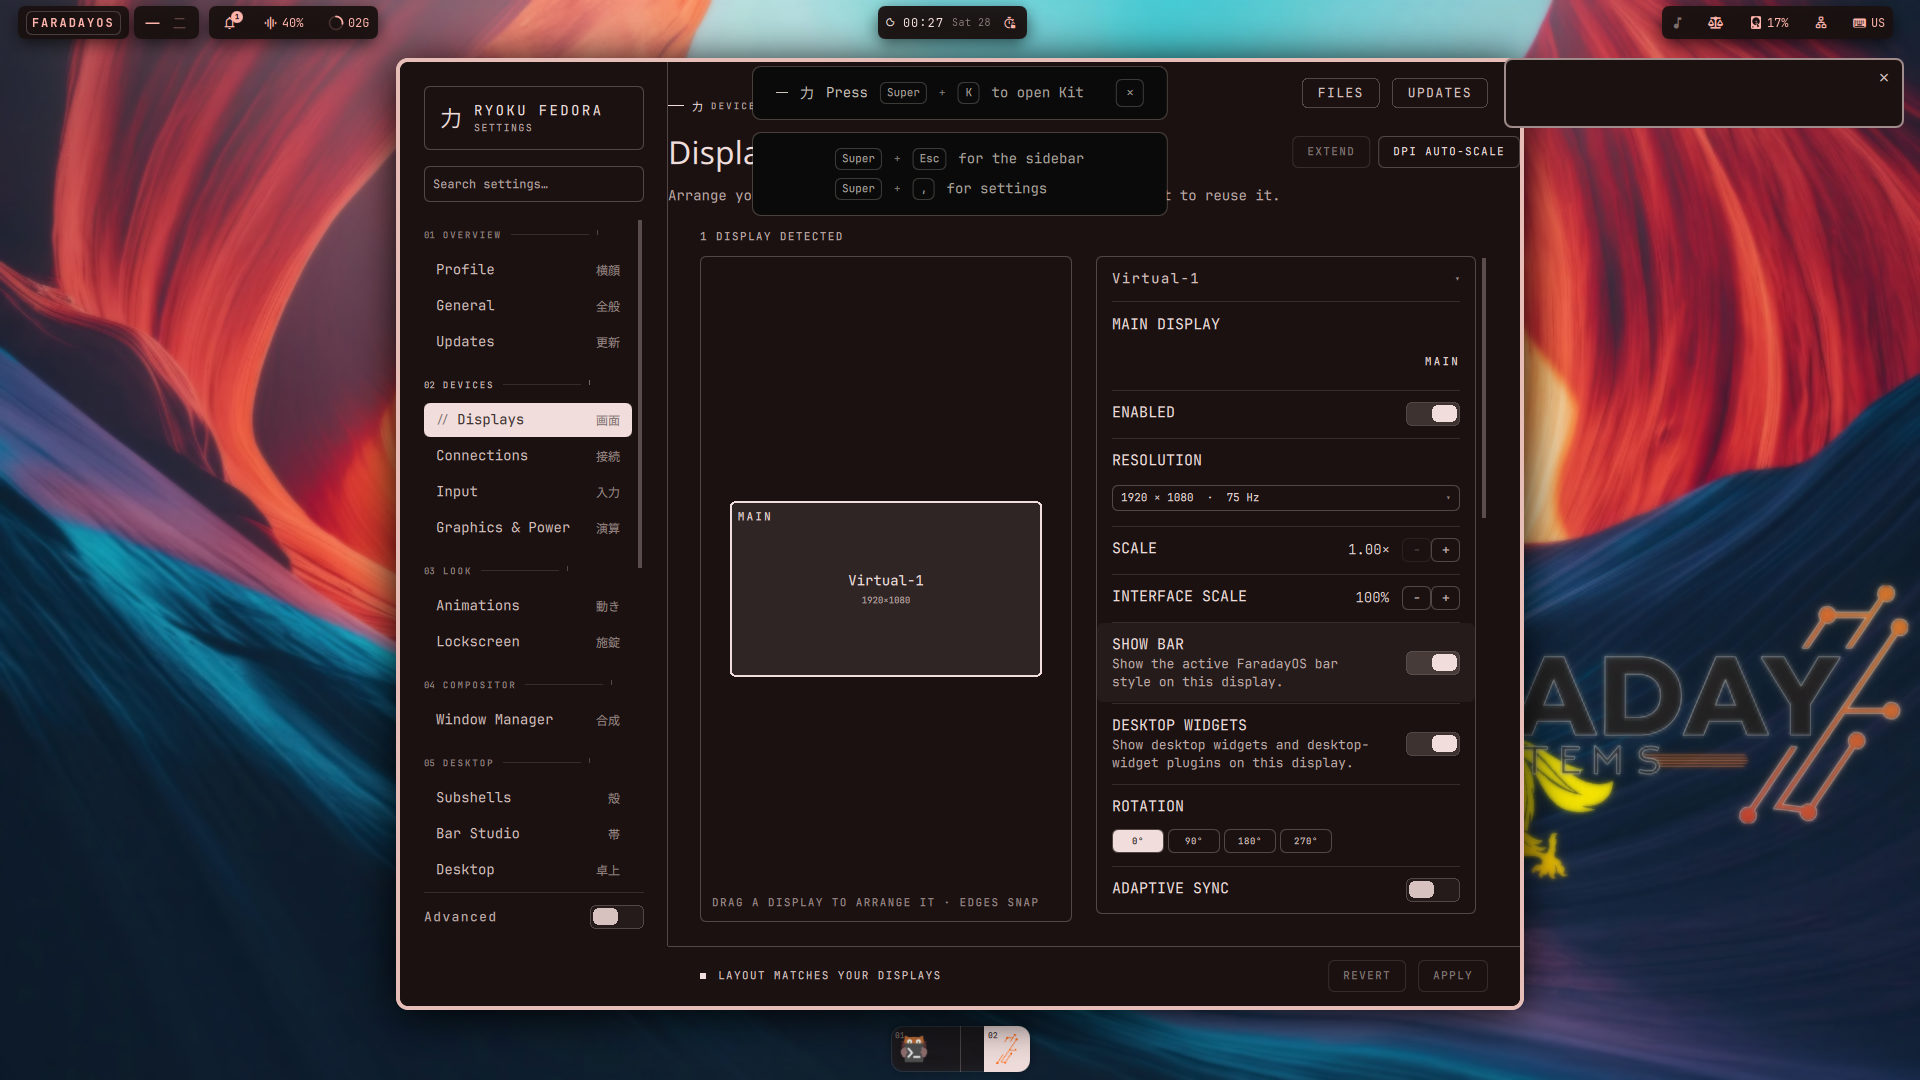 FARADAYOS
1
40%
02G
00:27 Sat 28
17%
US
力 RYOKU FEDORA
SETTINGS
Search settings…
01 OVERVIEW
Profile 横顔
General 全般
Updates 更新
02 DEVICES
// Displays 画面
Connections 接続
Input 入力
Graphics & Power 演算
03 LOOK
Animations 動き
Lockscreen 施錠
04 COMPOSITOR
Window Manager 合成
05 DESKTOP
Subshells 殻
Bar Studio 帯
Desktop 卓上
Advanced
— 力 DEVICE
— 力 Press Super + K to open Kit ×
Super + Esc for the sidebar
Super + , for settings
FILES UPDATES
×
Displa
EXTEND DPI AUTO-SCALE
Arrange yo
t to reuse it.
1 DISPLAY DETECTED
MAIN
Virtual-1
1920×1080
DRAG A DISPLAY TO ARRANGE IT · EDGES SNAP
Virtual-1
MAIN DISPLAY
MAIN
ENABLED
RESOLUTION
1920 × 1080 · 75 Hz
SCALE 1.00× - +
INTERFACE SCALE 100% - +
SHOW BAR
Show the active FaradayOS bar
style on this display.
DESKTOP WIDGETS
Show desktop widgets and desktop-
widget plugins on this display.
ROTATION
0° 90° 180° 270°
ADAPTIVE SYNC
LAYOUT MATCHES YOUR DISPLAYS
REVERT APPLY
ADAY
TEMS
01
02